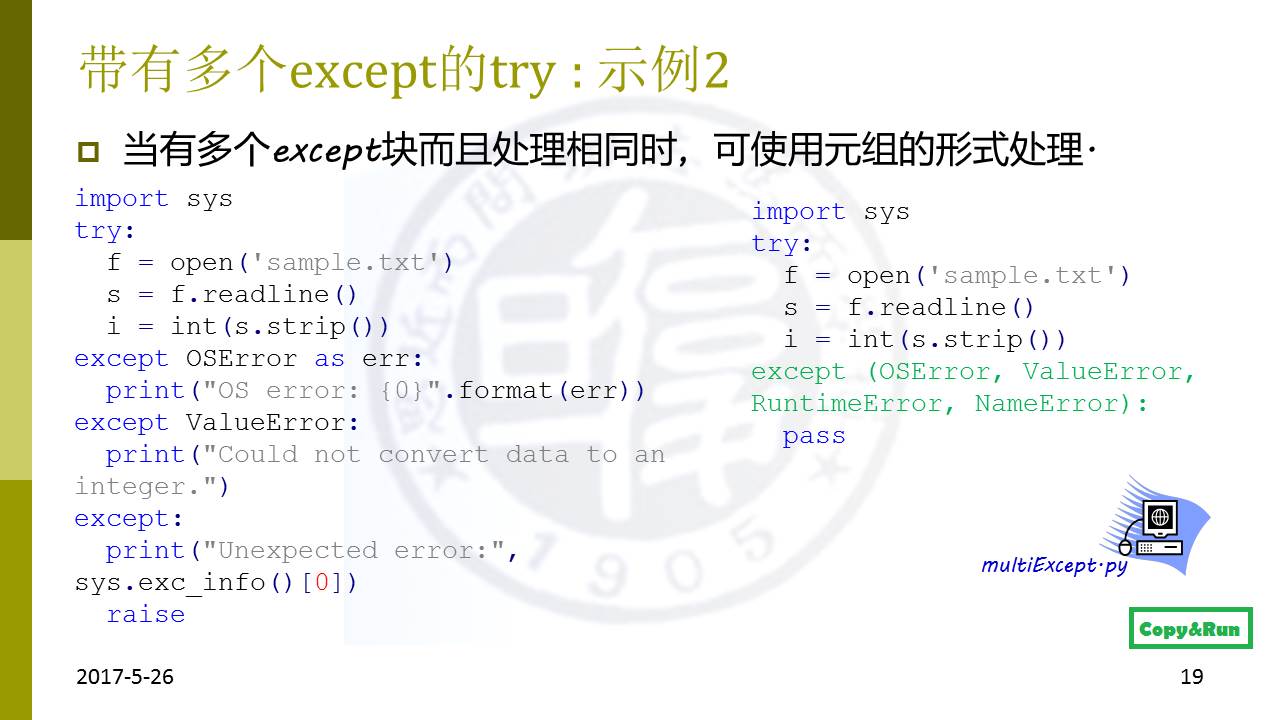 带有多个except的try : 示例2
当有多个except块而且处理相同时，可使用元组的形式处理.
import sys
try:
  f = open('sample.txt')
  s = f.readline()
  i = int(s.strip())
except OSError as err:
  print("OS error: {0}".format(err))
except ValueError:
  print("Could not convert data to an
integer.")
except:
  print("Unexpected error:",
sys.exc_info()[0])
  raise
import sys
try:
  f = open('sample.txt')
  s = f.readline()
  i = int(s.strip())
except (OSError, ValueError,
RuntimeError, NameError):
  pass
multiExcept.py
Copy&Run
2017-5-26
19
1905